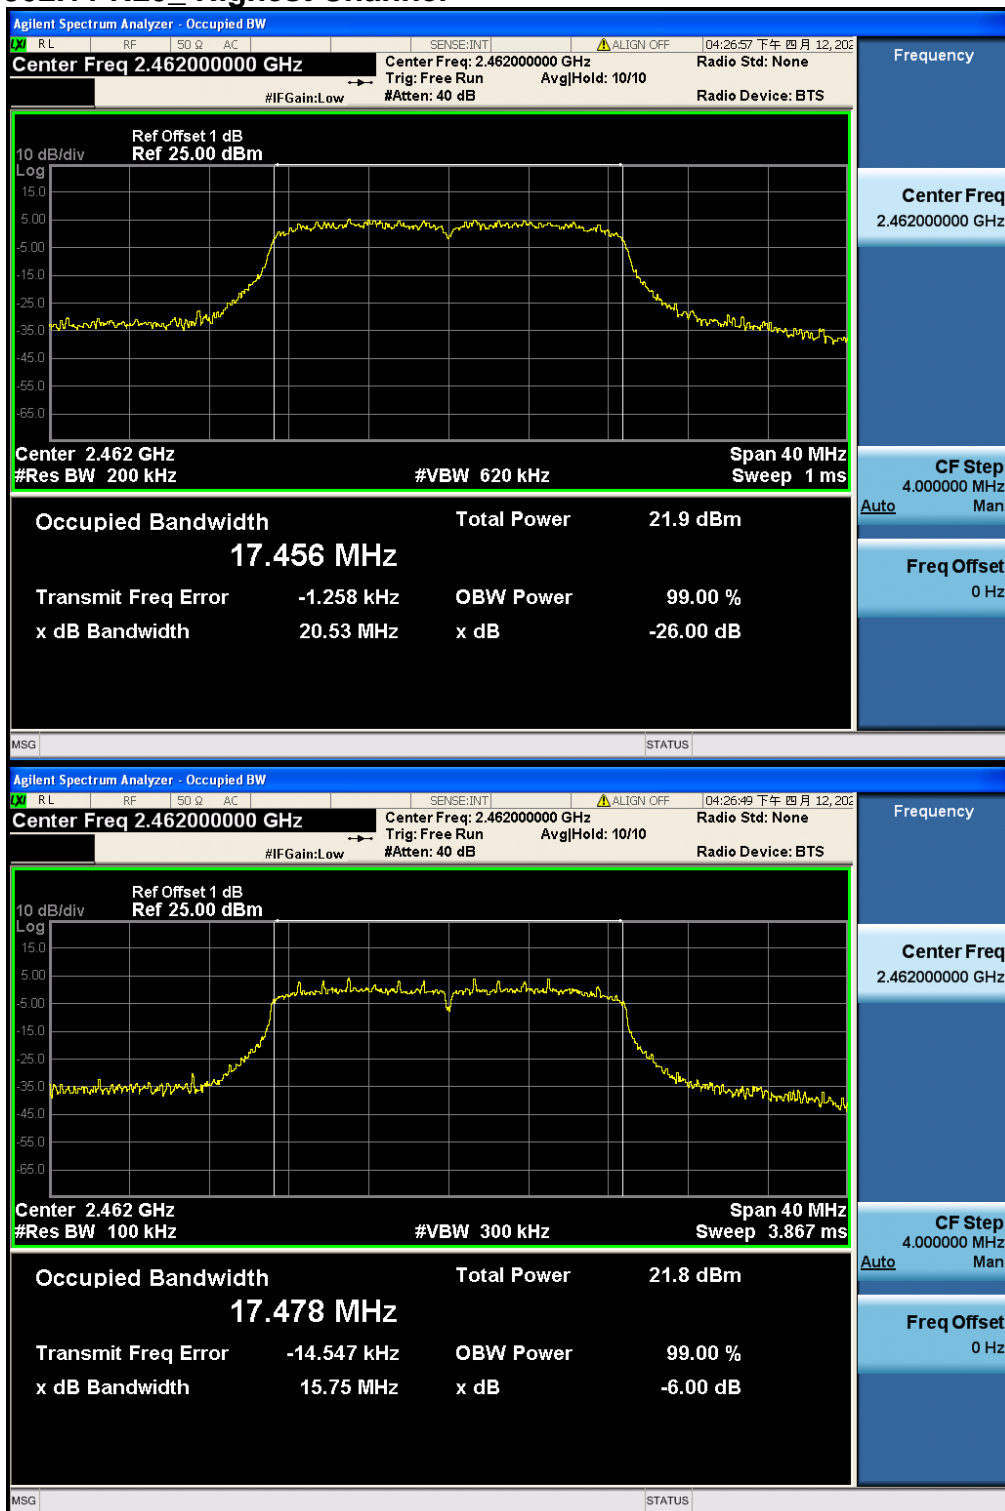 Agilent Spectrum Analyzer - Occupied BW
LXI RL RF 50 Ω AC SENSE:INT ⚠ALIGN OFF 04:26:57 下午 四月 12, 202
Center Freq 2.462000000 GHz
Center Freq: 2.462000000 GHz Radio Std: None
Trig: Free Run Avg|Hold: 10/10
#IFGain:Low #Atten: 40 dB Radio Device: BTS
Frequency
Ref Offset 1 dB
10 dB/div Ref 25.00 dBm
Log
15.0
5.00
-5.00
-15.0
-25.0
-35.0
-45.0
-55.0
-65.0
Center 2.462 GHz Span 40 MHz
#Res BW 200 kHz #VBW 620 kHz Sweep 1 ms
Center Freq
2.462000000 GHz
CF Step
4.000000 MHz
Auto Man
Freq Offset
0 Hz
Occupied Bandwidth Total Power 21.9 dBm
17.456 MHz
Transmit Freq Error -1.258 kHz OBW Power 99.00 %
x dB Bandwidth 20.53 MHz x dB -26.00 dB
MSG STATUS
Agilent Spectrum Analyzer - Occupied BW
LXI RL RF 50 Ω AC SENSE:INT ⚠ALIGN OFF 04:26:49 下午 四月 12, 202
Center Freq 2.462000000 GHz
Center Freq: 2.462000000 GHz Radio Std: None
Trig: Free Run Avg|Hold: 10/10
#IFGain:Low #Atten: 40 dB Radio Device: BTS
Frequency
Ref Offset 1 dB
10 dB/div Ref 25.00 dBm
Log
15.0
5.00
-5.00
-15.0
-25.0
-35.0
-45.0
-55.0
-65.0
Center 2.462 GHz Span 40 MHz
#Res BW 100 kHz #VBW 300 kHz Sweep 3.867 ms
Center Freq
2.462000000 GHz
CF Step
4.000000 MHz
Auto Man
Freq Offset
0 Hz
Occupied Bandwidth Total Power 21.8 dBm
17.478 MHz
Transmit Freq Error -14.547 kHz OBW Power 99.00 %
x dB Bandwidth 15.75 MHz x dB -6.00 dB
MSG STATUS